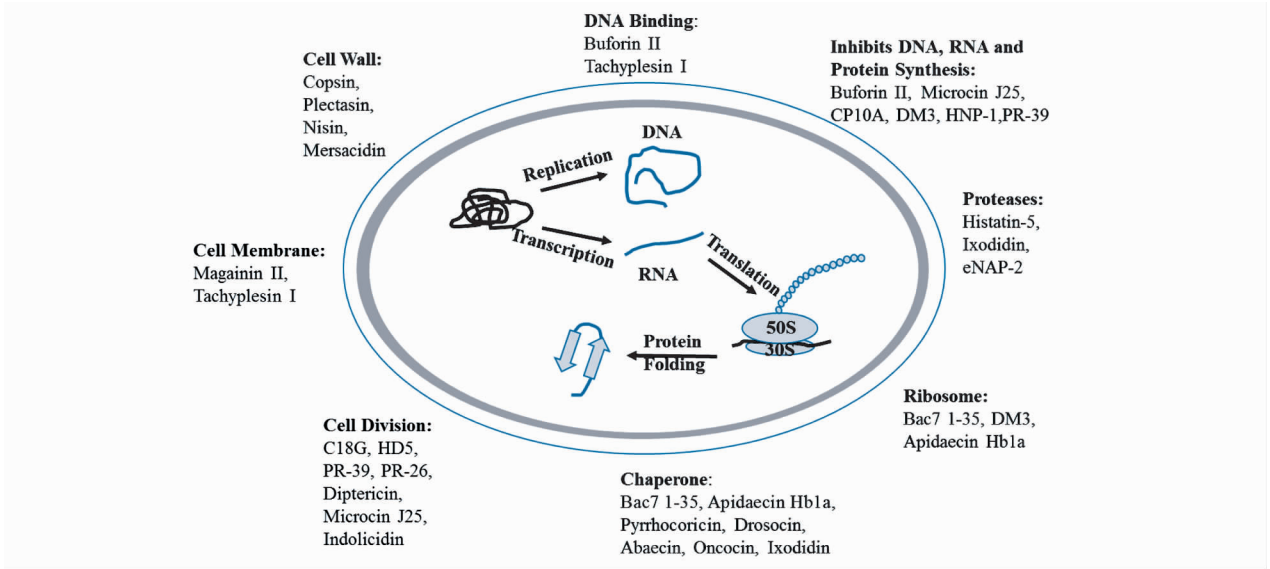 DNA Binding:
Buforin II
Tachyplesin I
Cell Wall:
Copsin,
Plectasin,
Nisin,
Mersacidin
Inhibits DNA, RNA and
Protein Synthesis:
Buforin II, Microcin J25,
CP10A, DM3, HNP-1,PR-39
DNA
Replication
Transcription
RNA
Translation
50S
30S
Protein
Folding
Proteases:
Histatin-5,
Ixodidin,
eNAP-2
Cell Membrane:
Magainin II,
Tachyplesin I
Ribosome:
Bac7 1-35, DM3,
Apidaecin Hb1a
Cell Division:
C18G, HD5,
PR-39, PR-26,
Diptericin,
Microcin J25,
Indolicidin
Chaperone:
Bac7 1-35, Apidaecin Hb1a,
Pyrrhocoricin, Drosocin,
Abaecin, Oncocin, Ixodidin